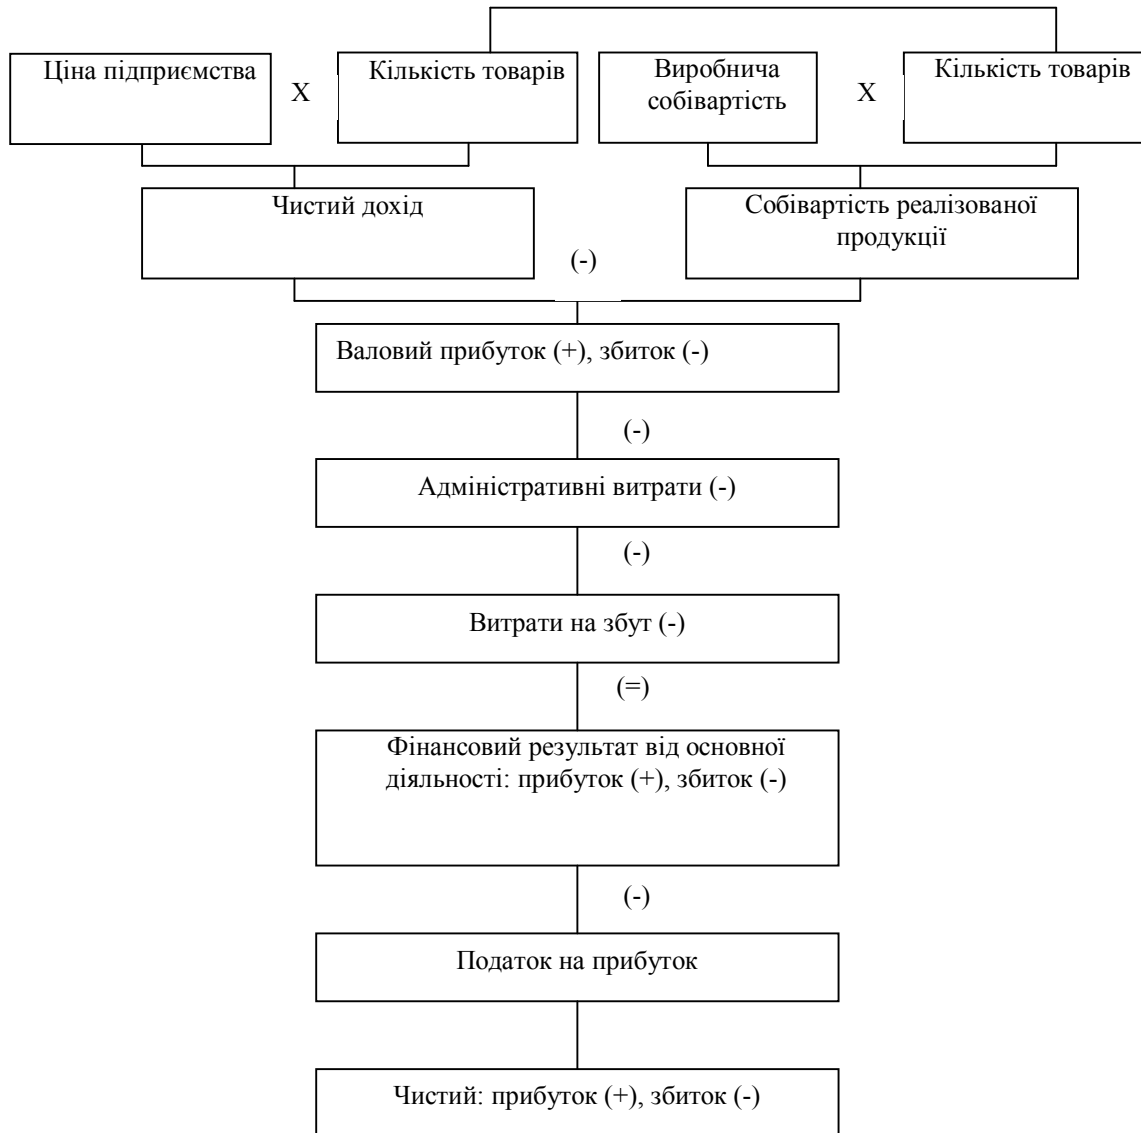 Ціна підприємства
Х
Кількість товарів
Виробнича
собівартість
Х
Кількість товарів
Чистий дохід
(-)
Собівартість реалізованої
продукції
Валовий прибуток (+), збиток (-)
(-)
Адміністративні витрати (-)
(-)
Витрати на збут (-)
(=)
Фінансовий результат від основної
діяльності: прибуток (+), збиток (-)
(-)
Податок на прибуток
Чистий: прибуток (+), збиток (-)